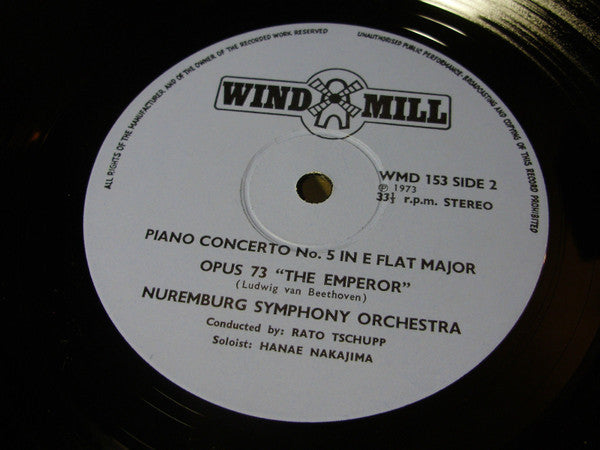 ALL RIGHTS OF THE MANUFACTURER, AND OF THE OWNER OF THE RECORDED WORK RESERVED
UNAUTHORISED PUBLIC PERFORMANCE, BROADCASTING AND COPYING OF THIS RECORD PROHIBITED
WIND MILL
WMD 153 SIDE 2
℗ 1973
33⅓ r.p.m. STEREO
PIANO CONCERTO No. 5 IN E FLAT MAJOR
OPUS 73 "THE EMPEROR"
(Ludwig van Beethoven)
NUREMBURG SYMPHONY ORCHESTRA
Conducted by: RATO TSCHUPP
Soloist: HANAE NAKAJIMA